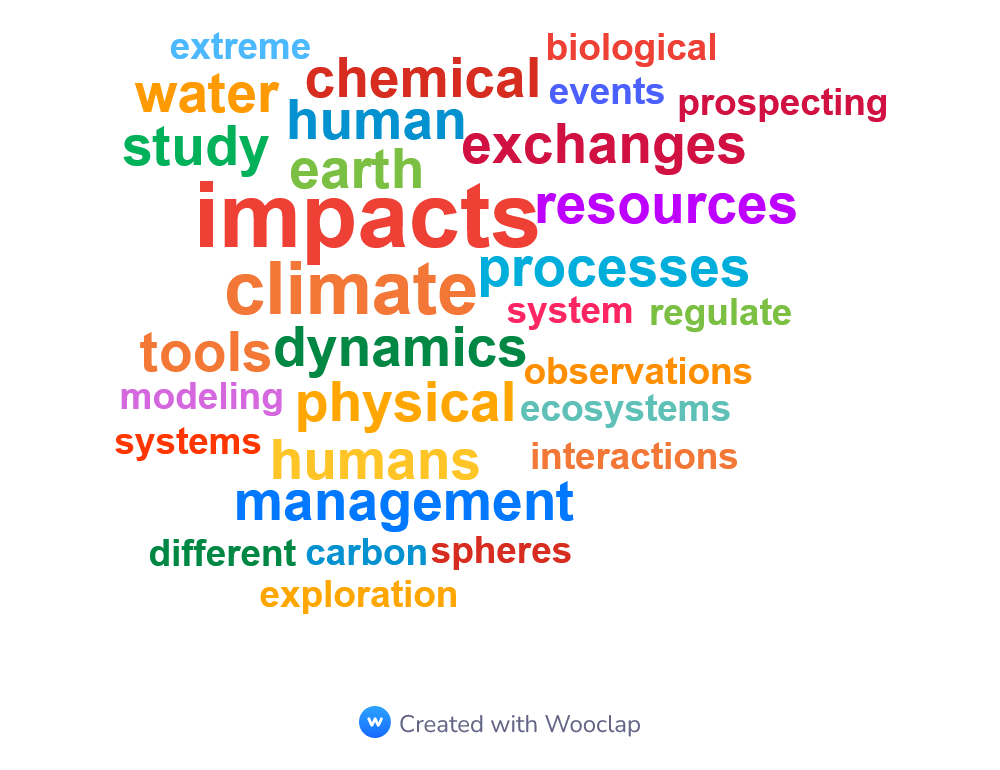 extreme
biological
chemical
water
events
prospecting
human
study
exchanges
earth
impacts
resources
climate
processes
system
regulate
tools
dynamics
observations
modeling
physical
ecosystems
systems
humans
interactions
management
different
carbon
spheres
exploration
w
Created with Wooclap